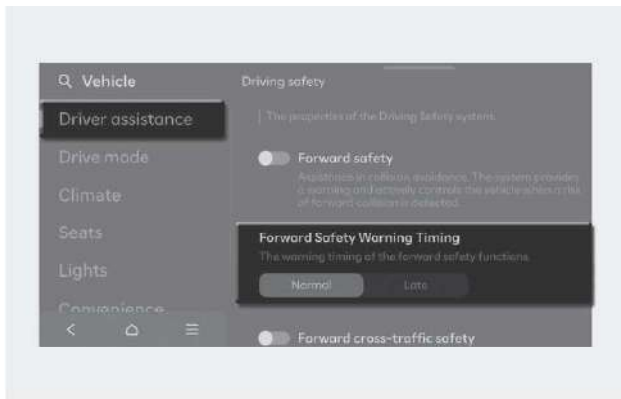 Vehicle
Driver assistance
Drive mode
Climate
Seats
Lights
Convenience
Driving safety
The properties of the Driving Safety system.
Forward safety
Assistance in collision avoidance. The system provides
a warning and actively controls the vehicle when a risk
of forward collision is detected.
Forward Safety Warning Timing
The warning timing of the forward safety functions.
Normal
Late
Forward cross-traffic safety